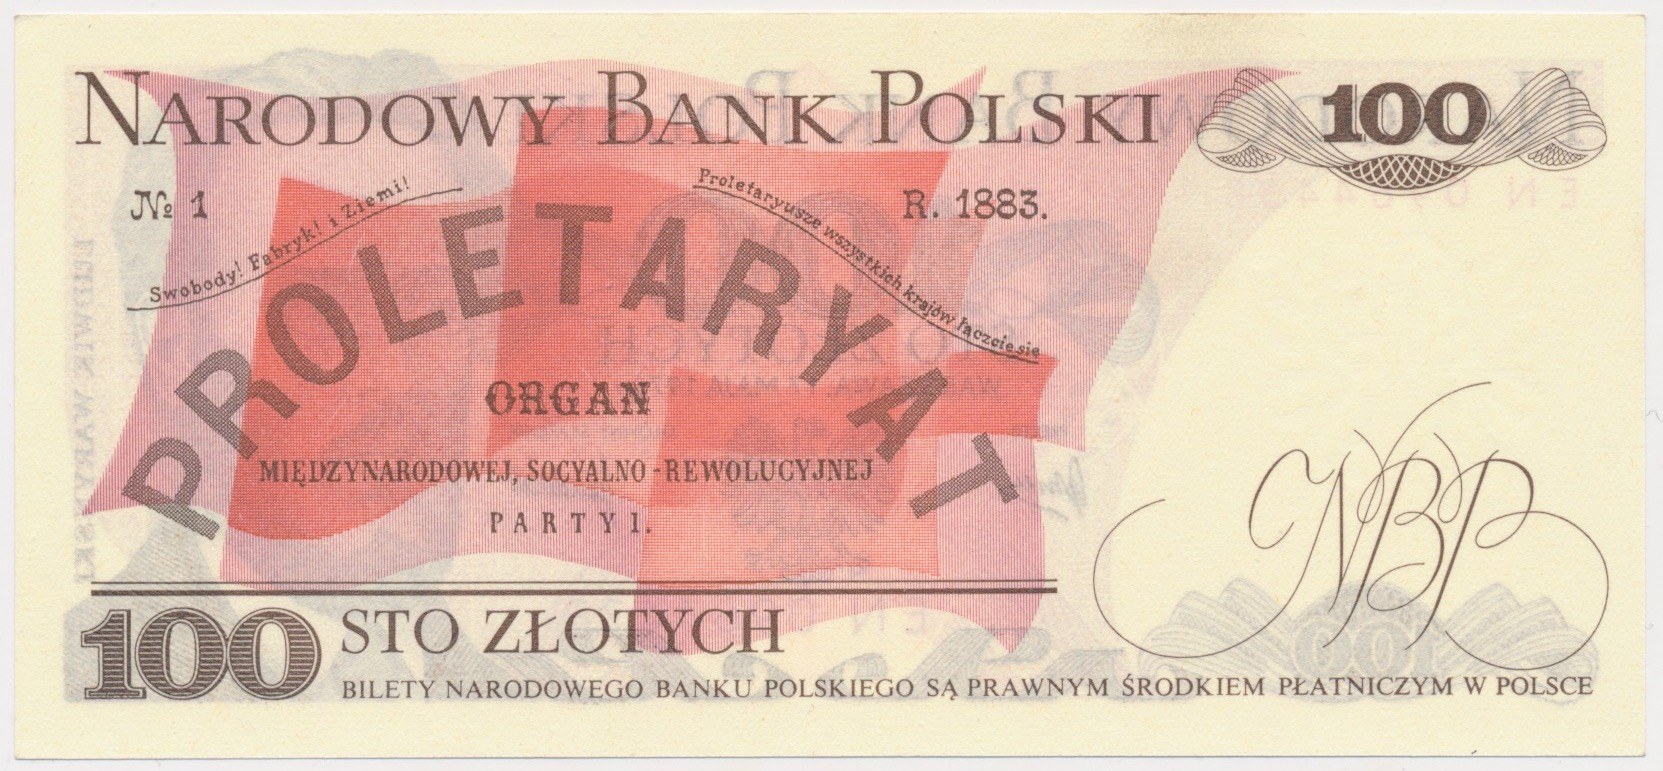 NARODOWY BANK POLSKI
100
№ 1
Swobody! Fabryk! i Ziemi!
Proletaryusze wszystkich krajów łączcie się
R. 1883.
PROLETARYAT
ORGAN
MIĘDZYNARODOWEJ, SOCYALNO-REWOLUCYJNEJ
PARTYI.
NBP
100
STO ZŁOTYCH
BILETY NARODOWEGO BANKU POLSKIEGO SĄ PRAWNYM ŚRODKIEM PŁATNICZYM W POLSCE